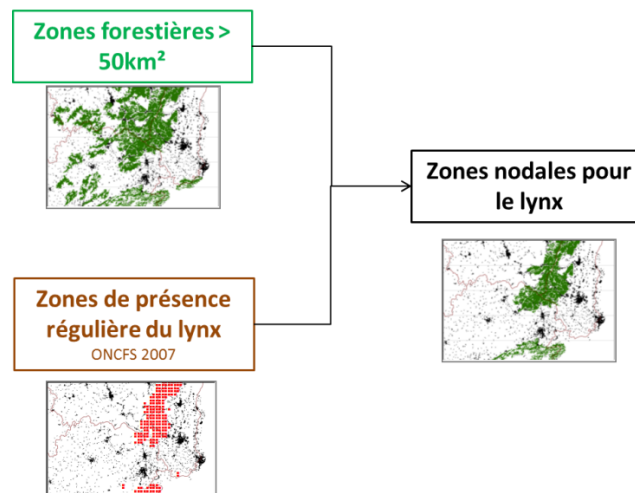 Zones forestières >
50km²
Zones nodales pour
le lynx
Zones de présence
régulière du lynx
ONCFS 2007